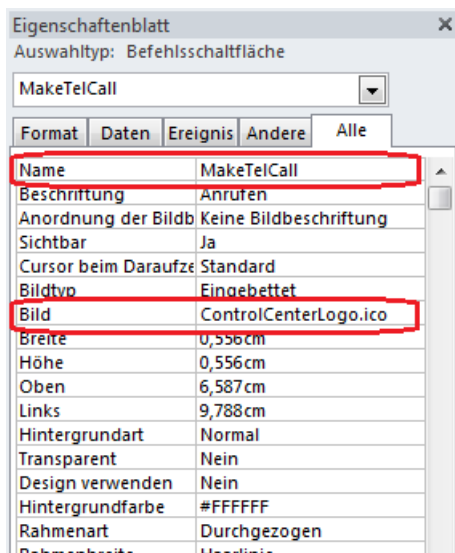 Eigenschaftenblatt
Auswahltyp: Befehlsschaltfläche
MakeTelCall
Format Daten Ereignis Andere Alle
Name MakeTelCall
Beschriftung Anrufen
Anordnung der Bildb Keine Bildbeschriftung
Sichtbar Ja
Cursor beim Daraufze Standard
Bildtyp Eingebettet
Bild ControlCenterLogo.ico
Breite 0,556cm
Höhe 0,556cm
Oben 6,587cm
Links 9,788cm
Hintergrundart Normal
Transparent Nein
Design verwenden Nein
Hintergrundfarbe #FFFFFF
Rahmenart Durchgezogen